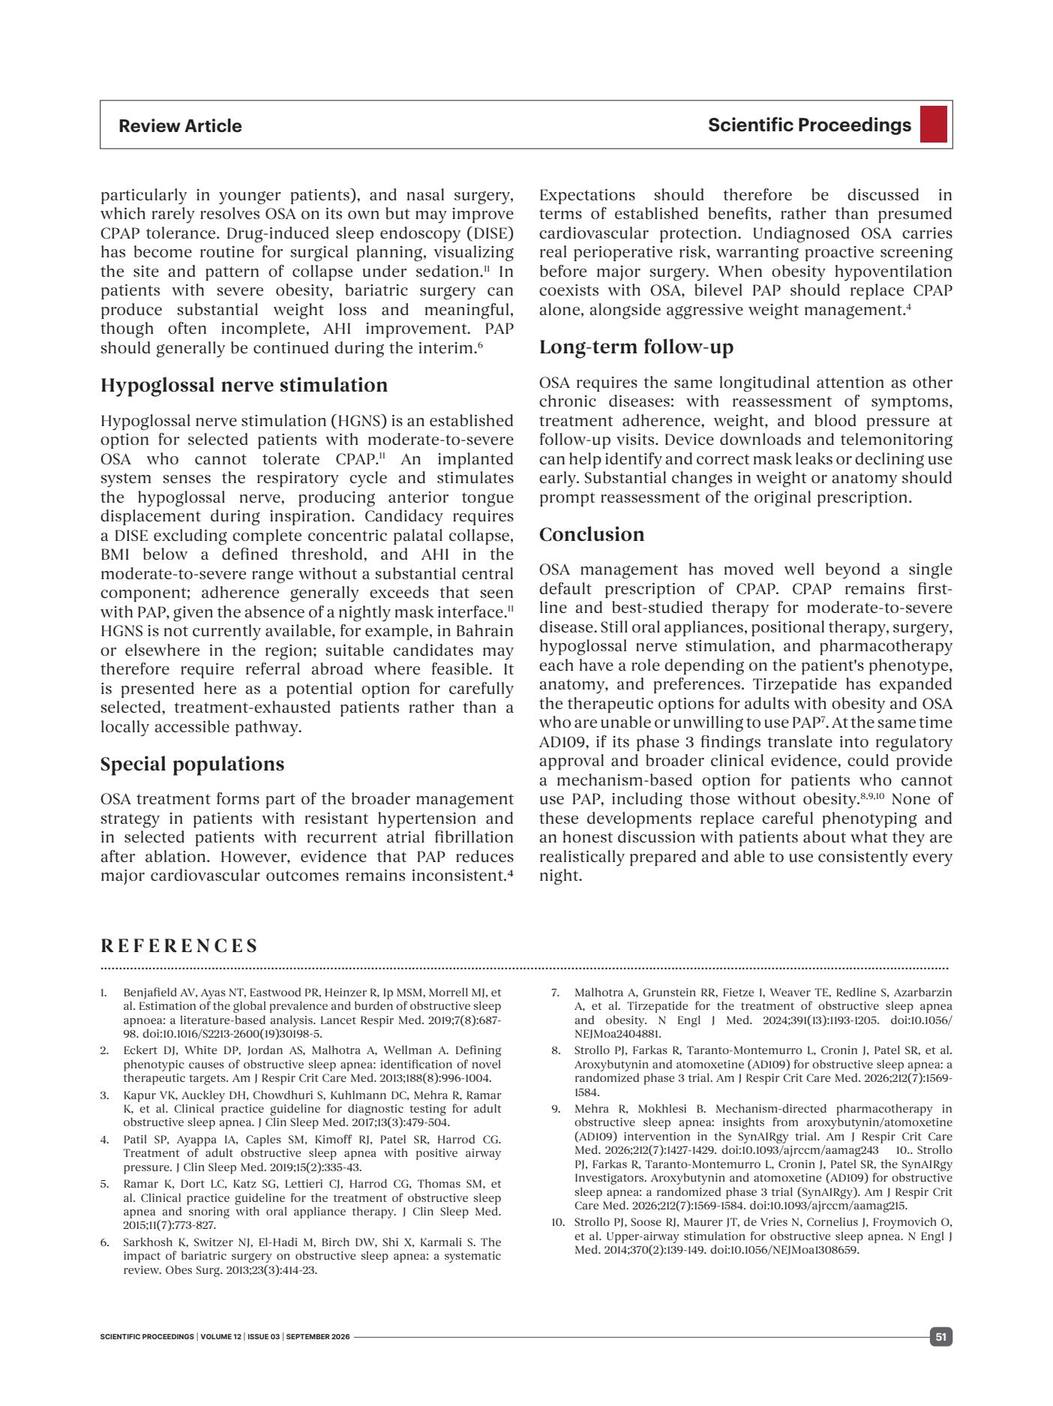 Review Article
Scientific Proceedings
particularly in younger patients), and nasal surgery,
which rarely resolves OSA on its own but may improve
CPAP tolerance. Drug-induced sleep endoscopy (DISE)
has become routine for surgical planning, visualizing
the site and pattern of collapse under sedation.¹¹ In
patients with severe obesity, bariatric surgery can
produce substantial weight loss and meaningful,
though often incomplete, AHI improvement. PAP
should generally be continued during the interim.⁶
Hypoglossal nerve stimulation
Hypoglossal nerve stimulation (HGNS) is an established
option for selected patients with moderate-to-severe
OSA who cannot tolerate CPAP.¹¹ An implanted
system senses the respiratory cycle and stimulates
the hypoglossal nerve, producing anterior tongue
displacement during inspiration. Candidacy requires
a DISE excluding complete concentric palatal collapse,
BMI below a defined threshold, and AHI in the
moderate-to-severe range without a substantial central
component; adherence generally exceeds that seen
with PAP, given the absence of a nightly mask interface.¹¹
HGNS is not currently available, for example, in Bahrain
or elsewhere in the region; suitable candidates may
therefore require referral abroad where feasible. It
is presented here as a potential option for carefully
selected, treatment-exhausted patients rather than a
locally accessible pathway.
Special populations
OSA treatment forms part of the broader management
strategy in patients with resistant hypertension and
in selected patients with recurrent atrial fibrillation
after ablation. However, evidence that PAP reduces
major cardiovascular outcomes remains inconsistent.⁴
Expectations should therefore be discussed in
terms of established benefits, rather than presumed
cardiovascular protection. Undiagnosed OSA carries
real perioperative risk, warranting proactive screening
before major surgery. When obesity hypoventilation
coexists with OSA, bilevel PAP should replace CPAP
alone, alongside aggressive weight management.⁴
Long-term follow-up
OSA requires the same longitudinal attention as other
chronic diseases: with reassessment of symptoms,
treatment adherence, weight, and blood pressure at
follow-up visits. Device downloads and telemonitoring
can help identify and correct mask leaks or declining use
early. Substantial changes in weight or anatomy should
prompt reassessment of the original prescription.
Conclusion
OSA management has moved well beyond a single
default prescription of CPAP. CPAP remains first-
line and best-studied therapy for moderate-to-severe
disease. Still oral appliances, positional therapy, surgery,
hypoglossal nerve stimulation, and pharmacotherapy
each have a role depending on the patient's phenotype,
anatomy, and preferences. Tirzepatide has expanded
the therapeutic options for adults with obesity and OSA
who are unable or unwilling to use PAP⁷. At the same time
AD109, if its phase 3 findings translate into regulatory
approval and broader clinical evidence, could provide
a mechanism-based option for patients who cannot
use PAP, including those without obesity.⁸,⁹,¹⁰ None of
these developments replace careful phenotyping and
an honest discussion with patients about what they are
realistically prepared and able to use consistently every
night.
REFERENCES
1. Benjafield AV, Ayas NT, Eastwood PR, Heinzer R, Ip MSM, Morrell MJ, et
al. Estimation of the global prevalence and burden of obstructive sleep
apnoea: a literature-based analysis. Lancet Respir Med. 2019;7(8):687-
98. doi:10.1016/S2213-2600(19)30198-5.
2. Eckert DJ, White DP, Jordan AS, Malhotra A, Wellman A. Defining
phenotypic causes of obstructive sleep apnea: identification of novel
therapeutic targets. Am J Respir Crit Care Med. 2013;188(8):996-1004.
3. Kapur VK, Auckley DH, Chowdhuri S, Kuhlmann DC, Mehra R, Ramar
K, et al. Clinical practice guideline for diagnostic testing for adult
obstructive sleep apnea. J Clin Sleep Med. 2017;13(3):479-504.
4. Patil SP, Ayappa IA, Caples SM, Kimoff RJ, Patel SR, Harrod CG.
Treatment of adult obstructive sleep apnea with positive airway
pressure. J Clin Sleep Med. 2019;15(2):335-43.
5. Ramar K, Dort LC, Katz SG, Lettieri CJ, Harrod CG, Thomas SM, et
al. Clinical practice guideline for the treatment of obstructive sleep
apnea and snoring with oral appliance therapy. J Clin Sleep Med.
2015;11(7):773-827.
6. Sarkhosh K, Switzer NJ, El-Hadi M, Birch DW, Shi X, Karmali S. The
impact of bariatric surgery on obstructive sleep apnea: a systematic
review. Obes Surg. 2013;23(3):414-23.
7. Malhotra A, Grunstein RR, Fietze I, Weaver TE, Redline S, Azarbarzin
A, et al. Tirzepatide for the treatment of obstructive sleep apnea
and obesity. N Engl J Med. 2024;391(13):1193-1205. doi:10.1056/
NEJMoa2404881.
8. Strollo PJ, Farkas R, Taranto-Montemurro L, Cronin J, Patel SR, et al.
Aroxybutynin and atomoxetine (AD109) for obstructive sleep apnea: a
randomized phase 3 trial. Am J Respir Crit Care Med. 2026;212(7):1569-
1584.
9. Mehra R, Mokhlesi B. Mechanism-directed pharmacotherapy in
obstructive sleep apnea: insights from aroxybutynin/atomoxetine
(AD109) intervention in the SynAIRgy trial. Am J Respir Crit Care
Med. 2026;212(7):1427-1429. doi:10.1093/ajrccm/aamag243 10.. Strollo
PJ, Farkas R, Taranto-Montemurro L, Cronin J, Patel SR, the SynAIRgy
Investigators. Aroxybutynin and atomoxetine (AD109) for obstructive
sleep apnea: a randomized phase 3 trial (SynAIRgy). Am J Respir Crit
Care Med. 2026;212(7):1569-1584. doi:10.1093/ajrccm/aamag215.
10. Strollo PJ, Soose RJ, Maurer JT, de Vries N, Cornelius J, Froymovich O,
et al. Upper-airway stimulation for obstructive sleep apnea. N Engl J
Med. 2014;370(2):139-149. doi:10.1056/NEJMoa1308659.
SCIENTIFIC PROCEEDINGS | VOLUME 12 | ISSUE 03 | SEPTEMBER 2026
51